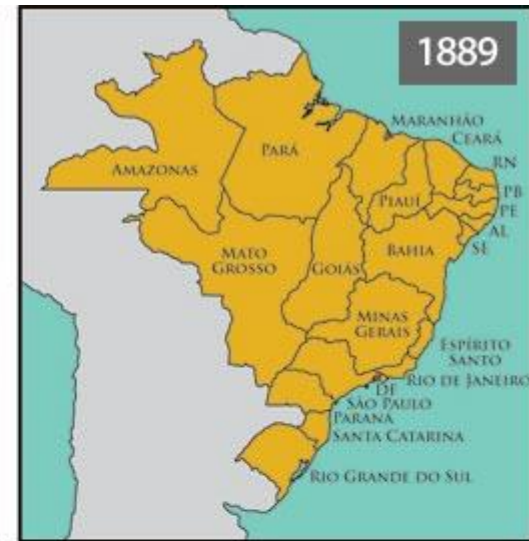 1889
MARANHÃO
CEARÁ
RN
PB
PE
AL
SE
AMAZONAS
PARÁ
PIAUÍ
BAHIA
MATO
GROSSO
GOIÁS
MINAS
GERAIS
ESPÍRITO
SANTO
RIO DE JANEIRO
DF
SÃO PAULO
PARANÁ
SANTA CATARINA
RIO GRANDE DO SUL